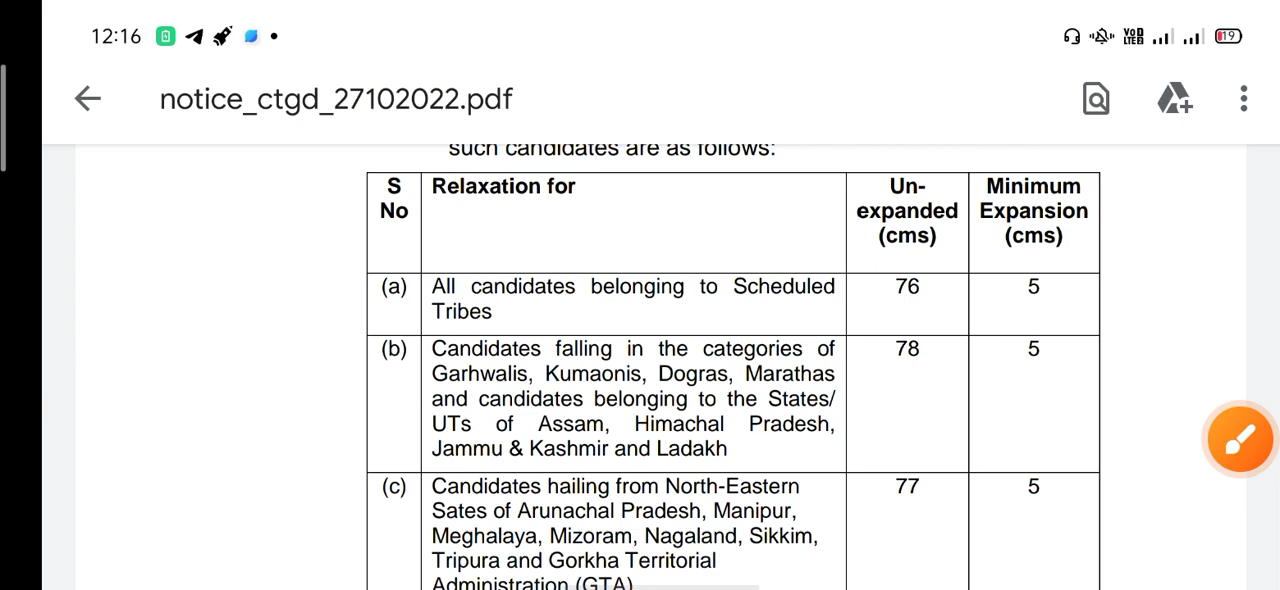 12:16
VoD
LTE2
19
notice_ctgd_27102022.pdf
such candidates are as follows:
S
No
Relaxation for
Un-
expanded
(cms)
Minimum
Expansion
(cms)
(a)
All candidates belonging to Scheduled
Tribes
76
5
(b)
Candidates falling in the categories of
Garhwalis, Kumaonis, Dogras, Marathas
and candidates belonging to the States/
UTs of Assam, Himachal Pradesh,
Jammu & Kashmir and Ladakh
78
5
(c)
Candidates hailing from North-Eastern
Sates of Arunachal Pradesh, Manipur,
Meghalaya, Mizoram, Nagaland, Sikkim,
Tripura and Gorkha Territorial
Administration (GTA)
77
5